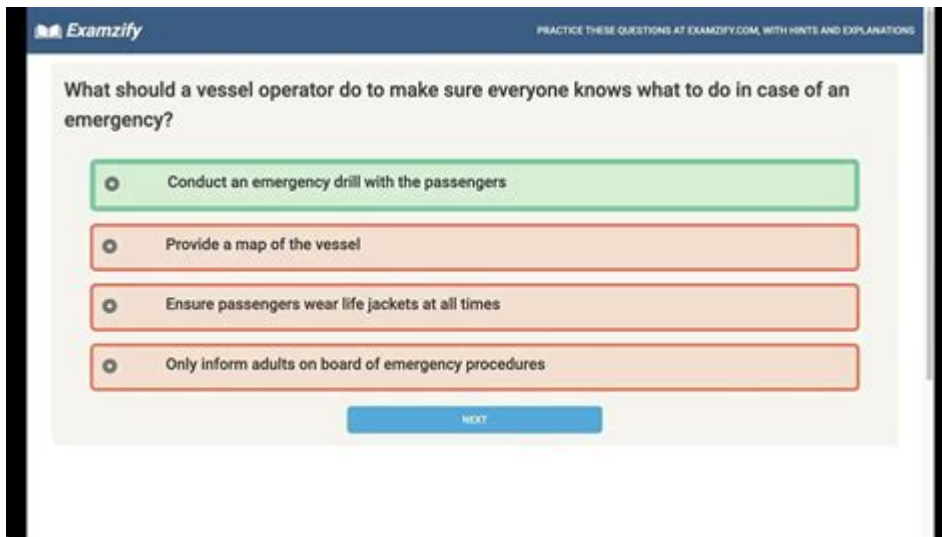 Examzify
PRACTICE THESE QUESTIONS AT EXAMZIFY.COM, WITH HINTS AND EXPLANATIONS
What should a vessel operator do to make sure everyone knows what to do in case of an
emergency?
Conduct an emergency drill with the passengers
Provide a map of the vessel
Ensure passengers wear life jackets at all times
Only inform adults on board of emergency procedures
NEXT